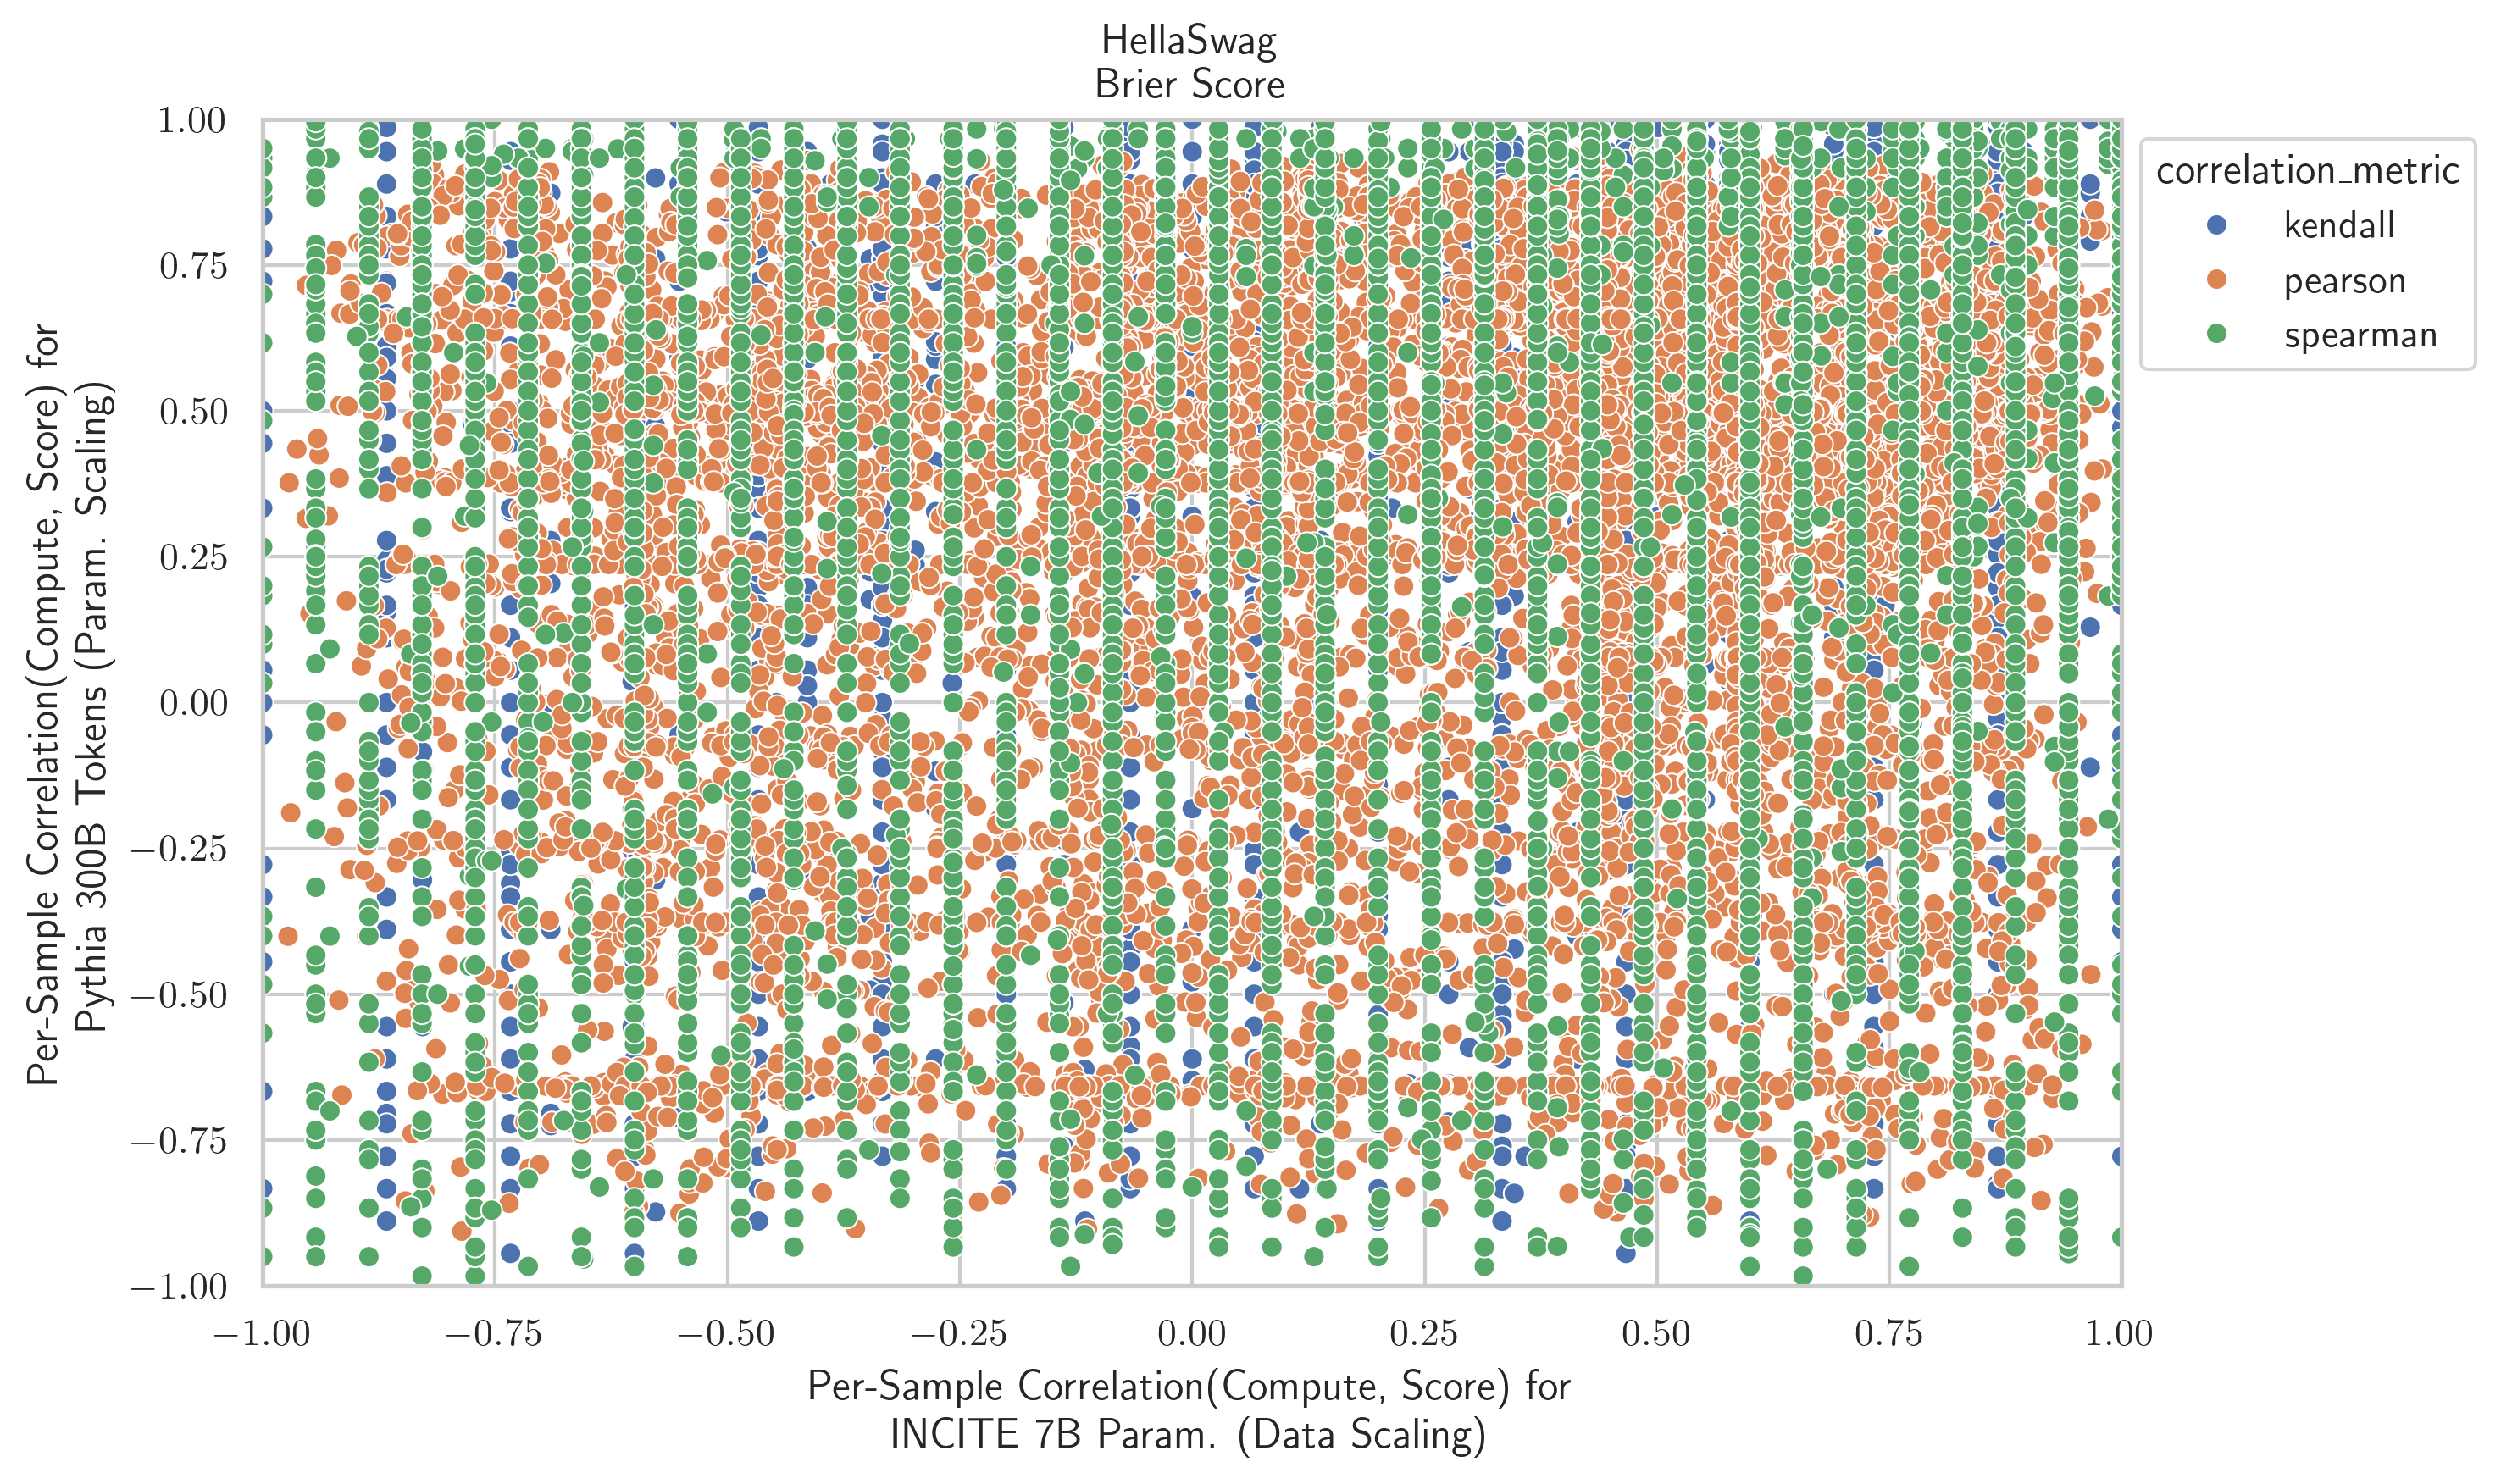 HellaSwag
Brier Score
Per-Sample Correlation(Compute, Score) for
Pythia 300B Tokens (Param. Scaling)
1.00
0.75
0.50
0.25
0.00
−0.25
−0.50
−0.75
−1.00
−1.00 −0.75 −0.50 −0.25 0.00 0.25 0.50 0.75 1.00
Per-Sample Correlation(Compute, Score) for
INCITE 7B Param. (Data Scaling)
correlation_metric
kendall
pearson
spearman